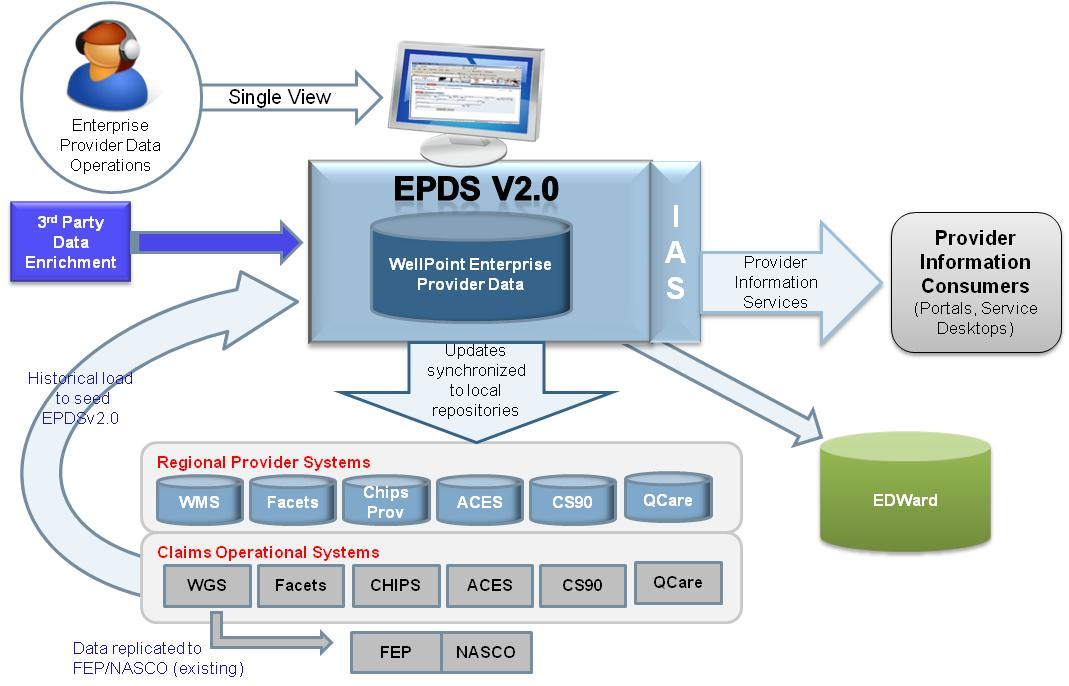 Enterprise
Provider Data
Operations
Single View
3rd Party
Data
Enrichment
EPDS V2.0
WellPoint Enterprise
Provider Data
I
A
S
Provider
Information
Services
Provider
Information
Consumers
(Portals, Service
Desktops)
Historical load
to seed
EPDSv2.0
Updates
synchronized
to local
repositories
EDWard
Regional Provider Systems
WMS
Facets
Chips
Prov
ACES
CS90
QCare
Claims Operational Systems
WGS
Facets
CHIPS
ACES
CS90
QCare
Data replicated to
FEP/NASCO (existing)
FEP
NASCO